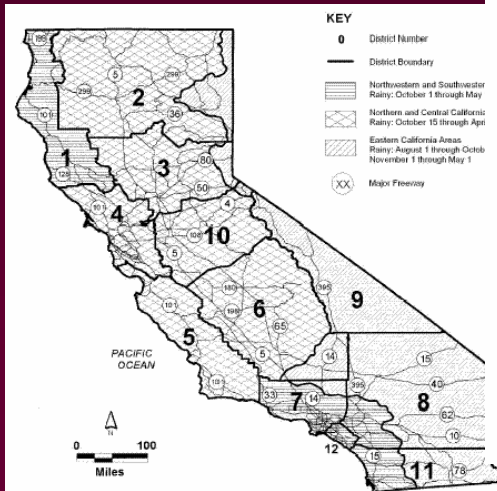 KEY
0 District Number
District Boundary
Northwestern and Southwester
Rainy: October 1 through May
Northern and Central California
Rainy: October 15 through Apri
Eastern California Areas
Rainy: August 1 through Octob
November 1 through May 1
XX Major Freeway
199
5
299
2
299
36
101
1
128
3
80
50
101
4
4
10
108
5
395
9
180
6
198
65
101
5
5
101
14
15
33
7
14
395
40
8
62
10
12
15
11
78
PACIFIC
OCEAN
N
0 100
Miles